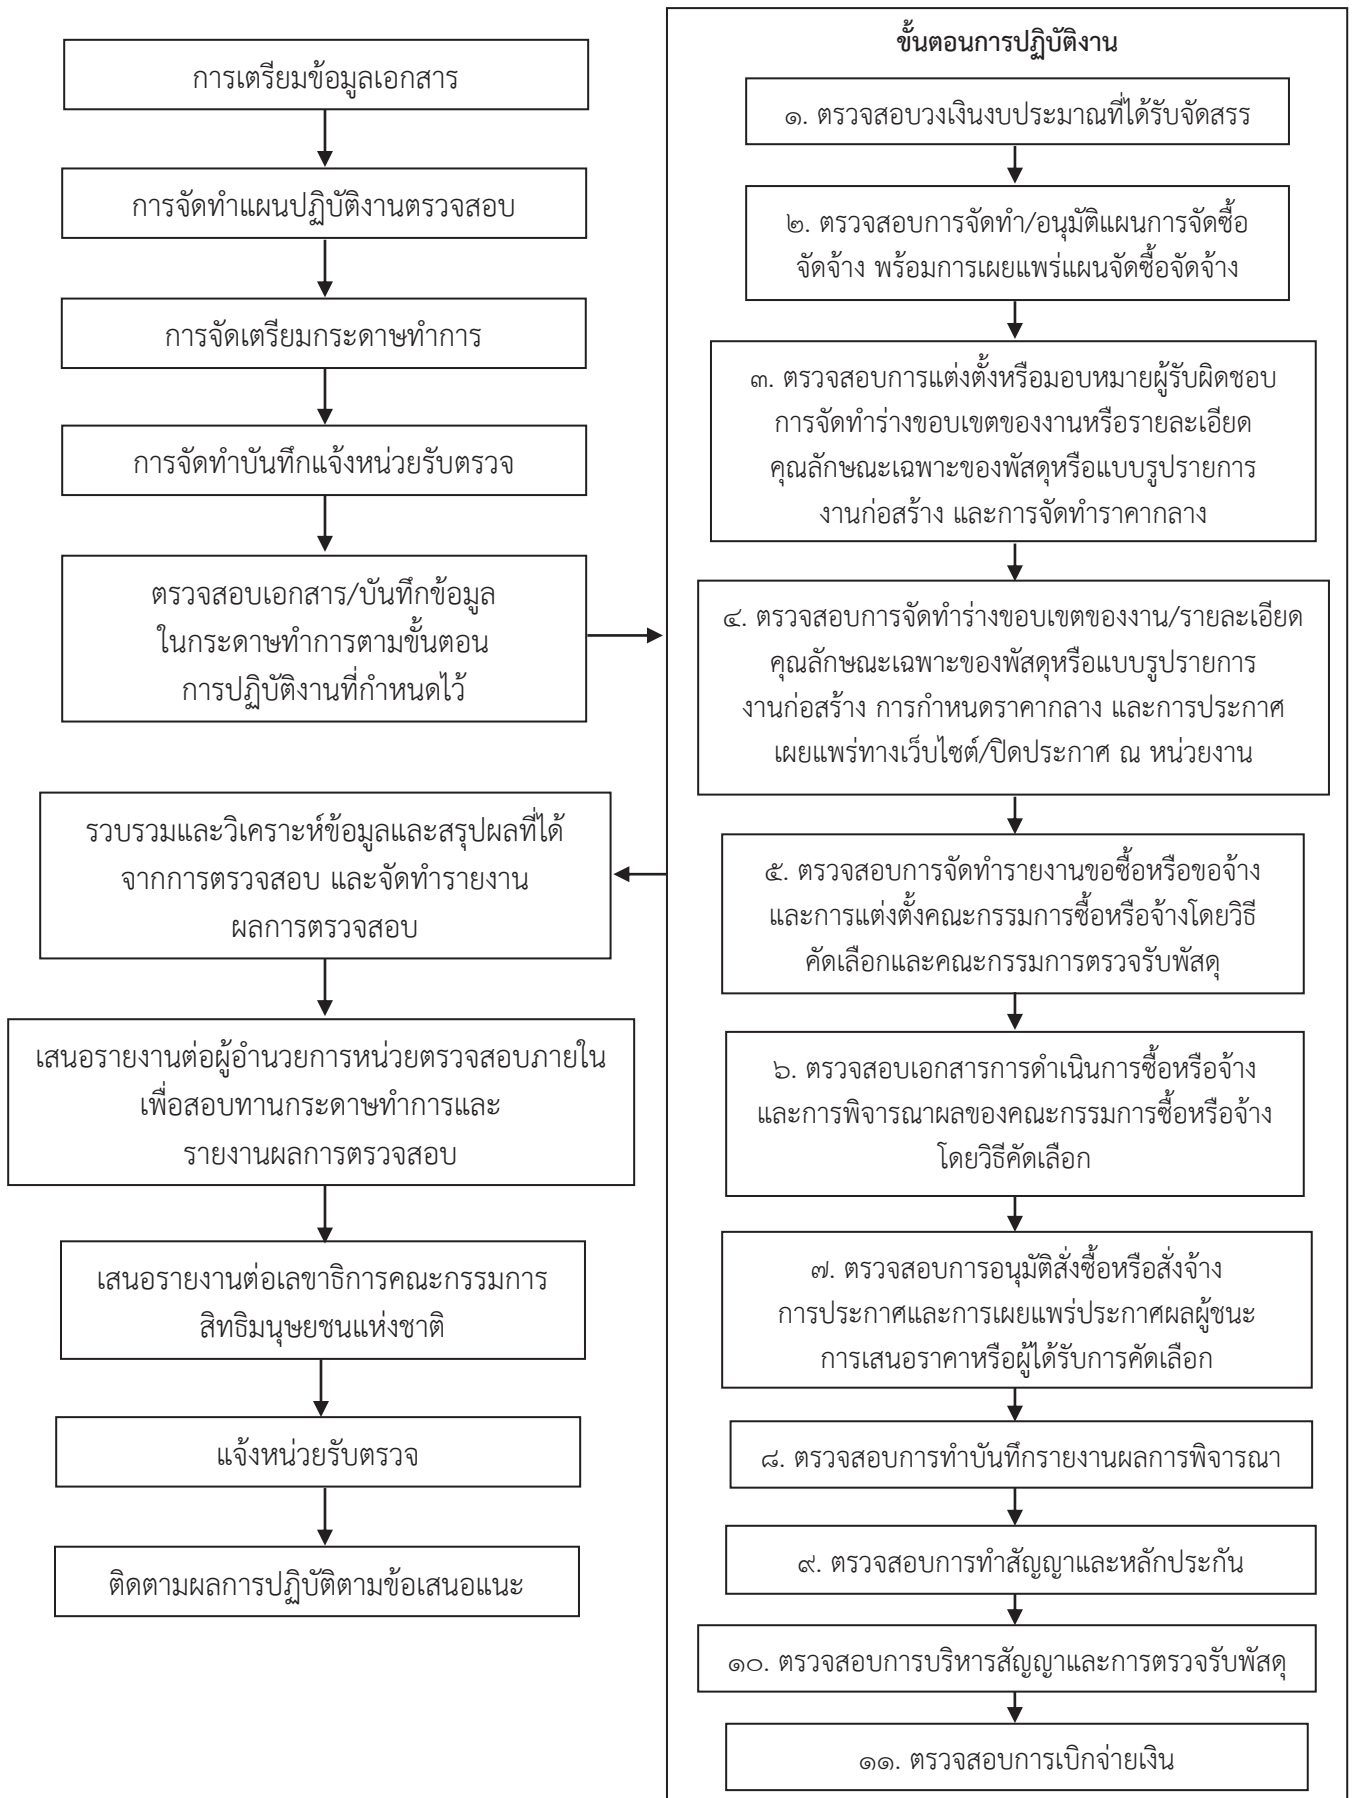 การเตรียมข้อมูลเอกสาร
การจัดทำแผนปฏิบัติงานตรวจสอบ
การจัดเตรียมกระดาษทำการ
การจัดทำบันทึกแจ้งหน่วยรับตรวจ
ตรวจสอบเอกสาร/บันทึกข้อมูล
ในกระดาษทำการตามขั้นตอน
การปฏิบัติงานที่กำหนดไว้
รวบรวมและวิเคราะห์ข้อมูลและสรุปผลที่ได้
จากการตรวจสอบ และจัดทำรายงาน
ผลการตรวจสอบ
เสนอรายงานต่อผู้อำนวยการหน่วยตรวจสอบภายใน
เพื่อสอบทานกระดาษทำการและ
รายงานผลการตรวจสอบ
เสนอรายงานต่อเลขาธิการคณะกรรมการ
สิทธิมนุษยชนแห่งชาติ
แจ้งหน่วยรับตรวจ
ติดตามผลการปฏิบัติตามข้อเสนอแนะ
ขั้นตอนการปฏิบัติงาน
๑. ตรวจสอบวงเงินงบประมาณที่ได้รับจัดสรร
๒. ตรวจสอบการจัดทำ/อนุมัติแผนการจัดซื้อ
จัดจ้าง พร้อมการเผยแพร่แผนจัดซื้อจัดจ้าง
๓. ตรวจสอบการแต่งตั้งหรือมอบหมายผู้รับผิดชอบ
การจัดทำร่างขอบเขตของงานหรือรายละเอียด
คุณลักษณะเฉพาะของพัสดุหรือแบบรูปรายการ
งานก่อสร้าง และการจัดทำราคากลาง
๔. ตรวจสอบการจัดทำร่างขอบเขตของงาน/รายละเอียด
คุณลักษณะเฉพาะของพัสดุหรือแบบรูปรายการ
งานก่อสร้าง การกำหนดราคากลาง และการประกาศ
เผยแพร่ทางเว็บไซต์/ปิดประกาศ ณ หน่วยงาน
๕. ตรวจสอบการจัดทำรายงานขอซื้อหรือขอจ้าง
และการแต่งตั้งคณะกรรมการซื้อหรือจ้างโดยวิธี
คัดเลือกและคณะกรรมการตรวจรับพัสดุ
๖. ตรวจสอบเอกสารการดำเนินการซื้อหรือจ้าง
และการพิจารณาผลของคณะกรรมการซื้อหรือจ้าง
โดยวิธีคัดเลือก
๗. ตรวจสอบการอนุมัติสั่งซื้อหรือสั่งจ้าง
การประกาศและการเผยแพร่ประกาศผลผู้ชนะ
การเสนอราคาหรือผู้ได้รับการคัดเลือก
๘. ตรวจสอบการทำบันทึกรายงานผลการพิจารณา
๙. ตรวจสอบการทำสัญญาและหลักประกัน
๑๐. ตรวจสอบการบริหารสัญญาและการตรวจรับพัสดุ
๑๑. ตรวจสอบการเบิกจ่ายเงิน